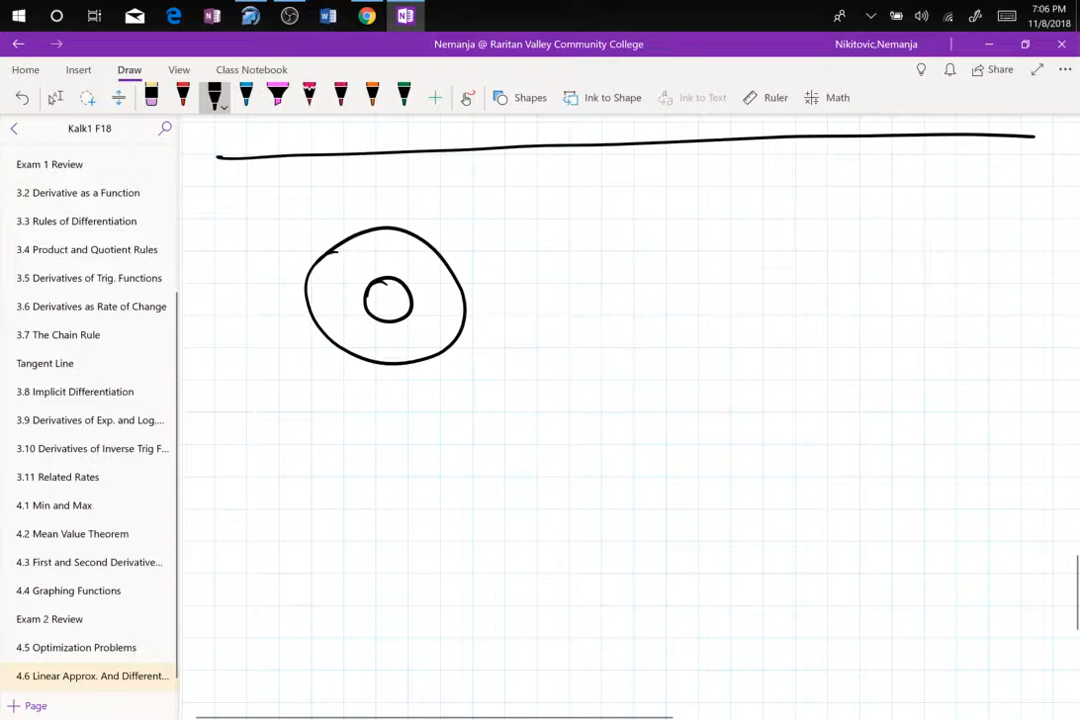 7:06 PM
11/8/2018
Nemanja @ Raritan Valley Community College
Nikitovic,Nemanja
Home Insert Draw View Class Notebook
Share
Shapes Ink to Shape Ink to Text Ruler Math
Kalk1 F18
Exam 1 Review
3.2 Derivative as a Function
3.3 Rules of Differentiation
3.4 Product and Quotient Rules
3.5 Derivatives of Trig. Functions
3.6 Derivatives as Rate of Change
3.7 The Chain Rule
Tangent Line
3.8 Implicit Differentiation
3.9 Derivatives of Exp. and Log....
3.10 Derivatives of Inverse Trig F...
3.11 Related Rates
4.1 Min and Max
4.2 Mean Value Theorem
4.3 First and Second Derivative...
4.4 Graphing Functions
Exam 2 Review
4.5 Optimization Problems
4.6 Linear Approx. And Different...
Page